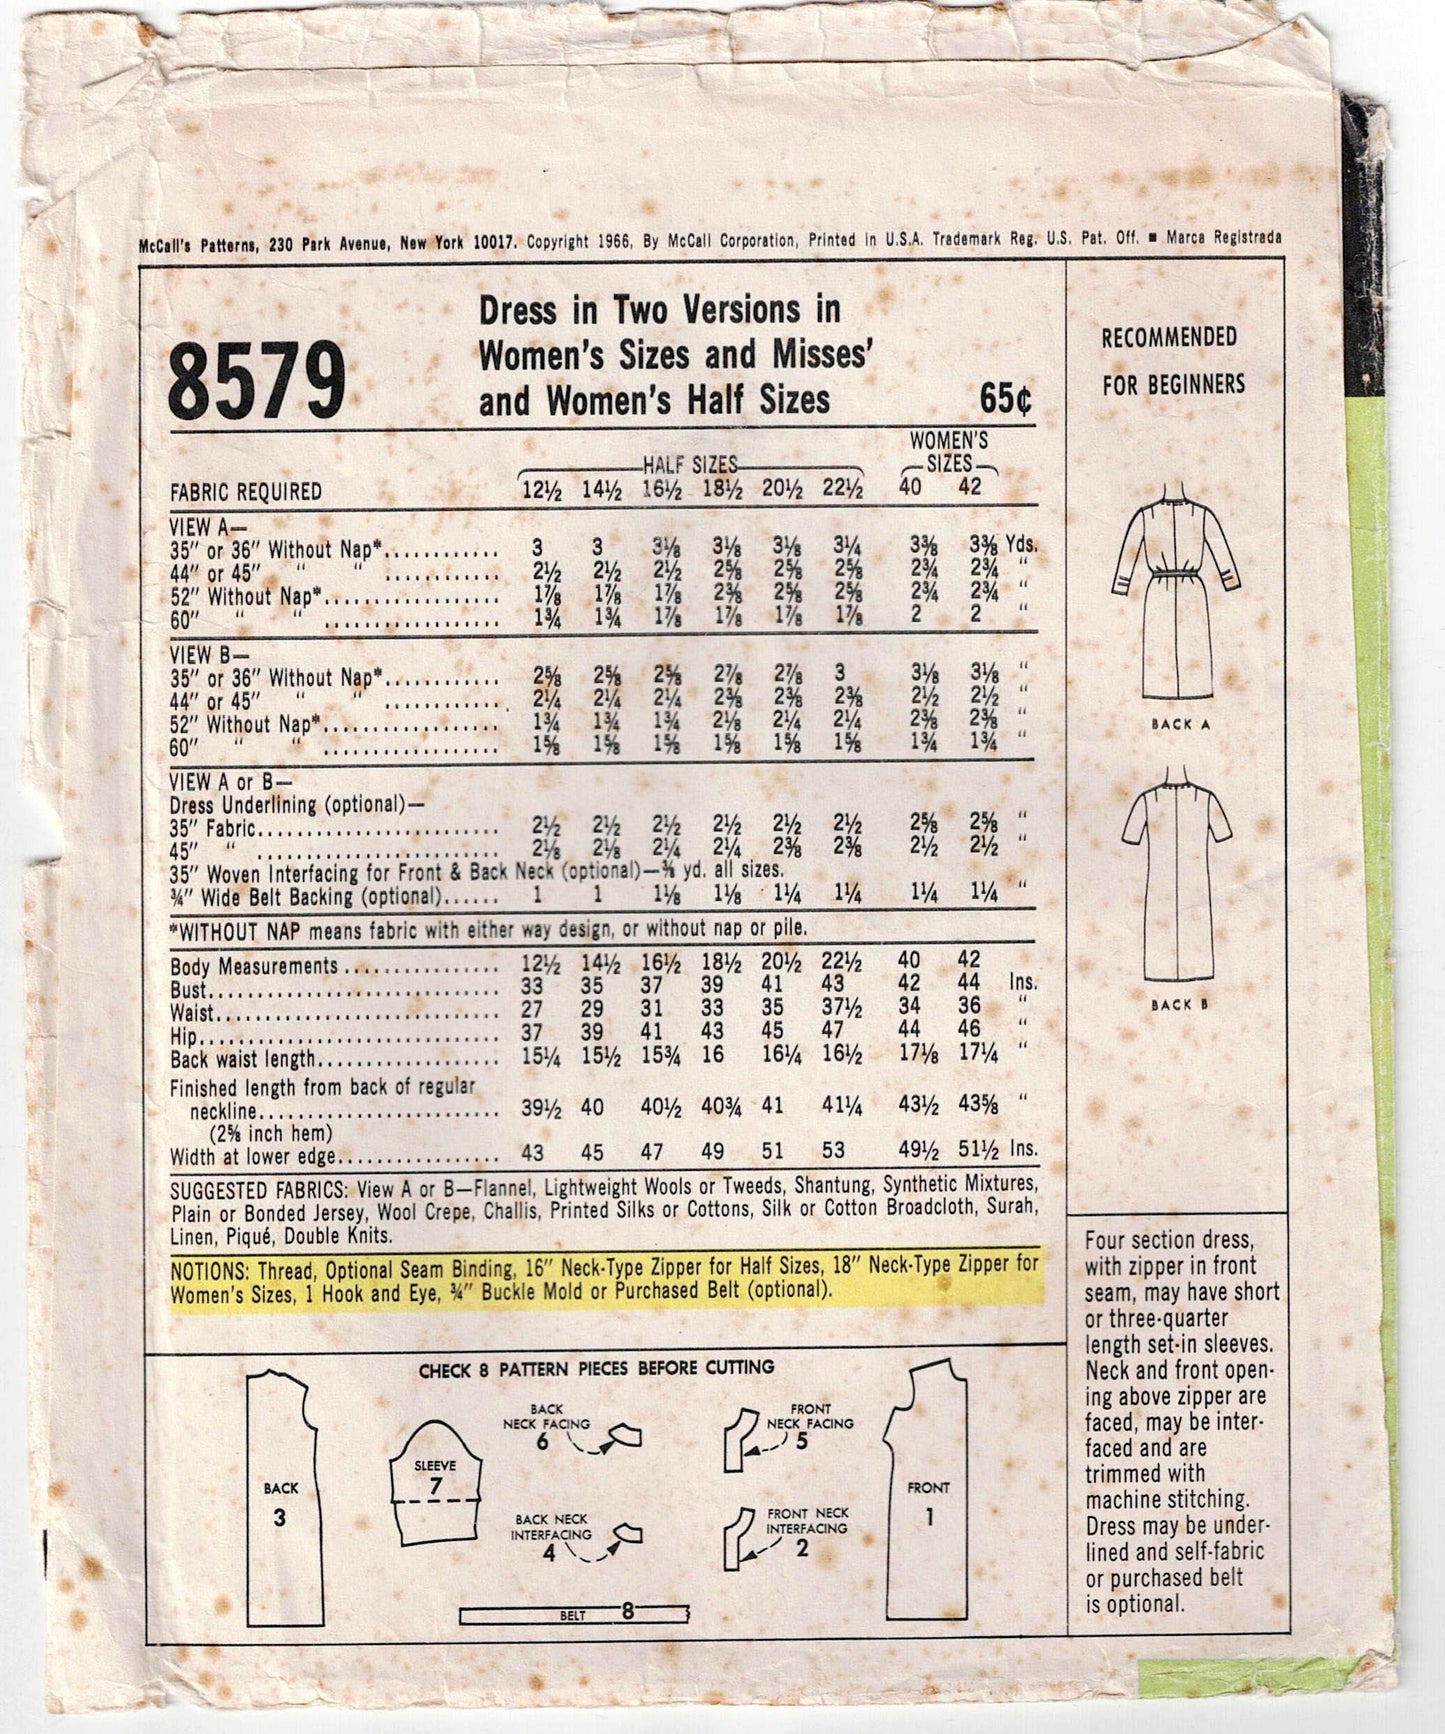 McCall's Patterns, 230 Park Avenue, New York 10017. Copyright 1966, By McCall Corporation, Printed In U.S.A. Trademark Reg. U.S. Pat. Off. ■ Marca Registrada
8579
Dress in Two Versions in
Women's Sizes and Misses'
and Women's Half Sizes
65¢
WOMEN'S
HALF SIZES SIZES
FABRIC REQUIRED 12½ 14½ 16½ 18½ 20½ 22½ 40 42
VIEW A—
35" or 36" Without Nap*............ 3 3 3⅛ 3⅛ 3⅛ 3¼ 3⅜ 3⅜ Yds.
44" or 45" " " ............ 2½ 2½ 2½ 2⅝ 2⅝ 2⅝ 2¾ 2¾ "
52" Without Nap*.................. 1⅞ 1⅞ 1⅞ 2⅜ 2⅝ 2⅝ 2¾ 2¾ "
60" " " .................. 1¾ 1¾ 1⅞ 1⅞ 1⅞ 1⅞ 2 2 "
VIEW B—
35" or 36" Without Nap*............ 2⅝ 2⅝ 2⅝ 2⅞ 2⅞ 3 3⅛ 3⅛ "
44" or 45" " " ............ 2¼ 2¼ 2¼ 2⅜ 2⅜ 2⅜ 2½ 2½ "
52" Without Nap*.................. 1¾ 1¾ 1¾ 2⅛ 2¼ 2¼ 2⅜ 2⅜ "
60" " " .................. 1⅝ 1⅝ 1⅝ 1⅝ 1⅝ 1⅝ 1¾ 1¾ "
VIEW A or B—
Dress Underlining (optional)—
35" Fabric........................ 2½ 2½ 2½ 2½ 2½ 2½ 2⅝ 2⅝ "
45" " ........................ 2⅛ 2⅛ 2¼ 2¼ 2⅜ 2⅜ 2½ 2½ "
35" Woven Interfacing for Front & Back Neck (optional)—⅜ yd. all sizes.
¾" Wide Belt Backing (optional)...... 1 1 1⅛ 1⅛ 1¼ 1¼ 1¼ 1¼ "
*WITHOUT NAP means fabric with either way design, or without nap or pile.
Body Measurements................ 12½ 14½ 16½ 18½ 20½ 22½ 40 42
Bust............................. 33 35 37 39 41 43 42 44 Ins.
Waist............................ 27 29 31 33 35 37½ 34 36 "
Hip.............................. 37 39 41 43 45 47 44 46 "
Back waist length.................. 15¼ 15½ 15¾ 16 16¼ 16½ 17⅛ 17¼ "
Finished length from back of regular
neckline........................ 39½ 40 40½ 40¾ 41 41¼ 43½ 43⅝ "
(2⅝ inch hem)
Width at lower edge................ 43 45 47 49 51 53 49½ 51½ Ins.
SUGGESTED FABRICS: View A or B—Flannel, Lightweight Wools or Tweeds, Shantung, Synthetic Mixtures,
Plain or Bonded Jersey, Wool Crepe, Challis, Printed Silks or Cottons, Silk or Cotton Broadcloth, Surah,
Linen, Piqué, Double Knits.
NOTIONS: Thread, Optional Seam Binding, 16" Neck-Type Zipper for Half Sizes, 18" Neck-Type Zipper for
Women's Sizes, 1 Hook and Eye, ¾" Buckle Mold or Purchased Belt (optional).
RECOMMENDED
FOR BEGINNERS
BACK A
BACK B
Four section dress,
with zipper in front
seam, may have short
or three-quarter
length set-in sleeves.
Neck and front open-
ing above zipper are
faced, may be inter-
faced and are
trimmed with
machine stitching.
Dress may be under-
lined and self-fabric
or purchased belt
is optional.
CHECK 8 PATTERN PIECES BEFORE CUTTING
BACK
3
SLEEVE
7
BACK
NECK FACING
6
BACK NECK
INTERFACING
4
FRONT
NECK FACING
5
FRONT NECK
INTERFACING
2
FRONT
1
BELT 8